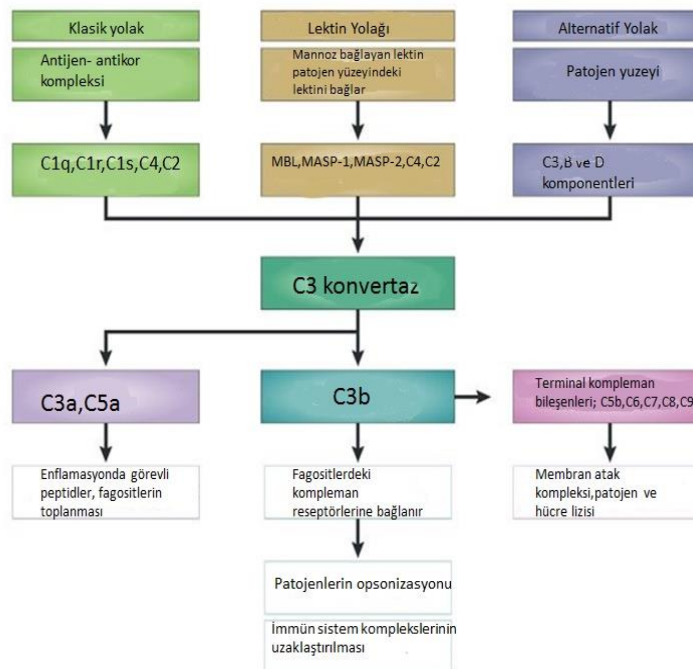 Klasik yolak
Lektin Yolağı
Alternatif Yolak
Antijen- antikor
kompleksi
Mannoz bağlayan lektin
patojen yüzeyindeki
lektini bağlar
Patojen yuzeyi
C1q,C1r,C1s,C4,C2
MBL,MASP-1,MASP-2,C4,C2
C3,B ve D
komponentleri
C3 konvertaz
C3a,C5a
C3b
Terminal kompleman
bileşenleri; C5b,C6,C7,C8,C9
Enflamasyonda görevli
peptidler, fagositlerin
toplanması
Fagositlerdeki
kompleman
reseptörlerine bağlanır
Membran atak
kompleksi,patojen ve
hücre lizisi
Patojenlerin opsonizasyonu
İmmün sistem komplekslerinin
uzaklaştırılması